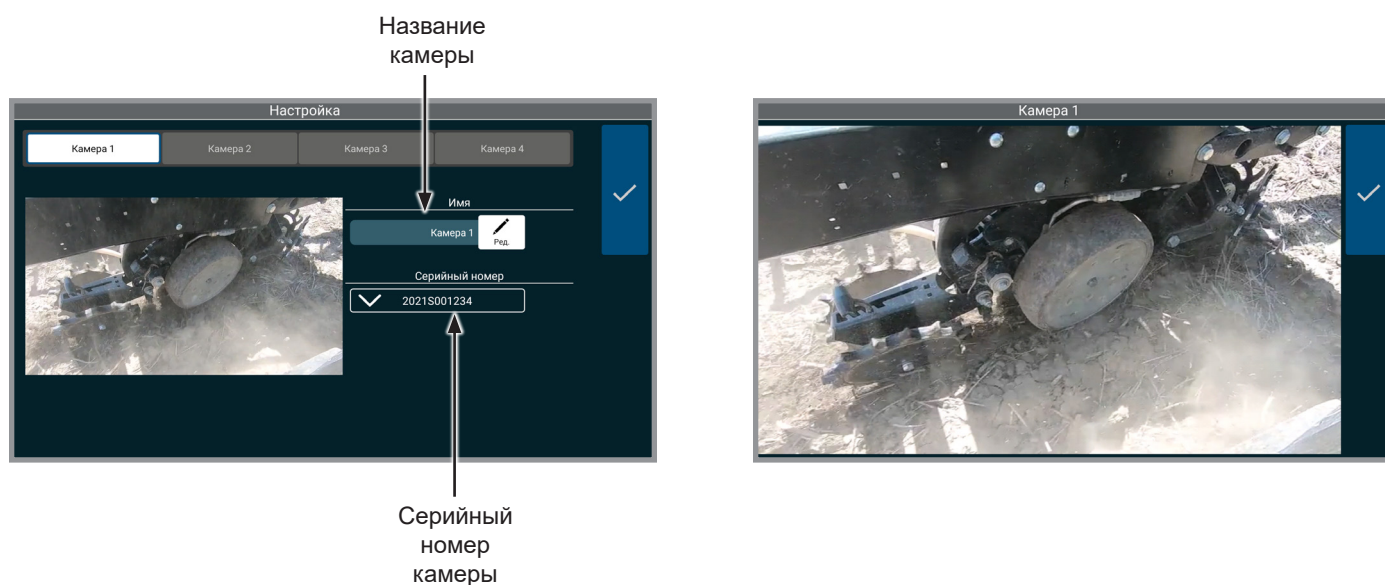 Название
камеры
Настройка
Камера 1
Камера 2
Камера 3
Камера 4
Имя
Камера 1
Ред.
Серийный номер
2021S001234
Серийный
номер
камеры
Камера 1